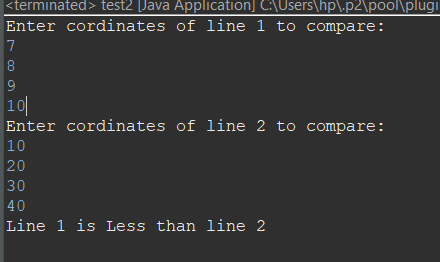 <terminated> test2 [Java Application] C:\Users\hp\.p2\pool\plugi
Enter cordinates of line 1 to compare:
7
8
9
10
Enter cordinates of line 2 to compare:
10
20
30
40
Line 1 is Less than line 2